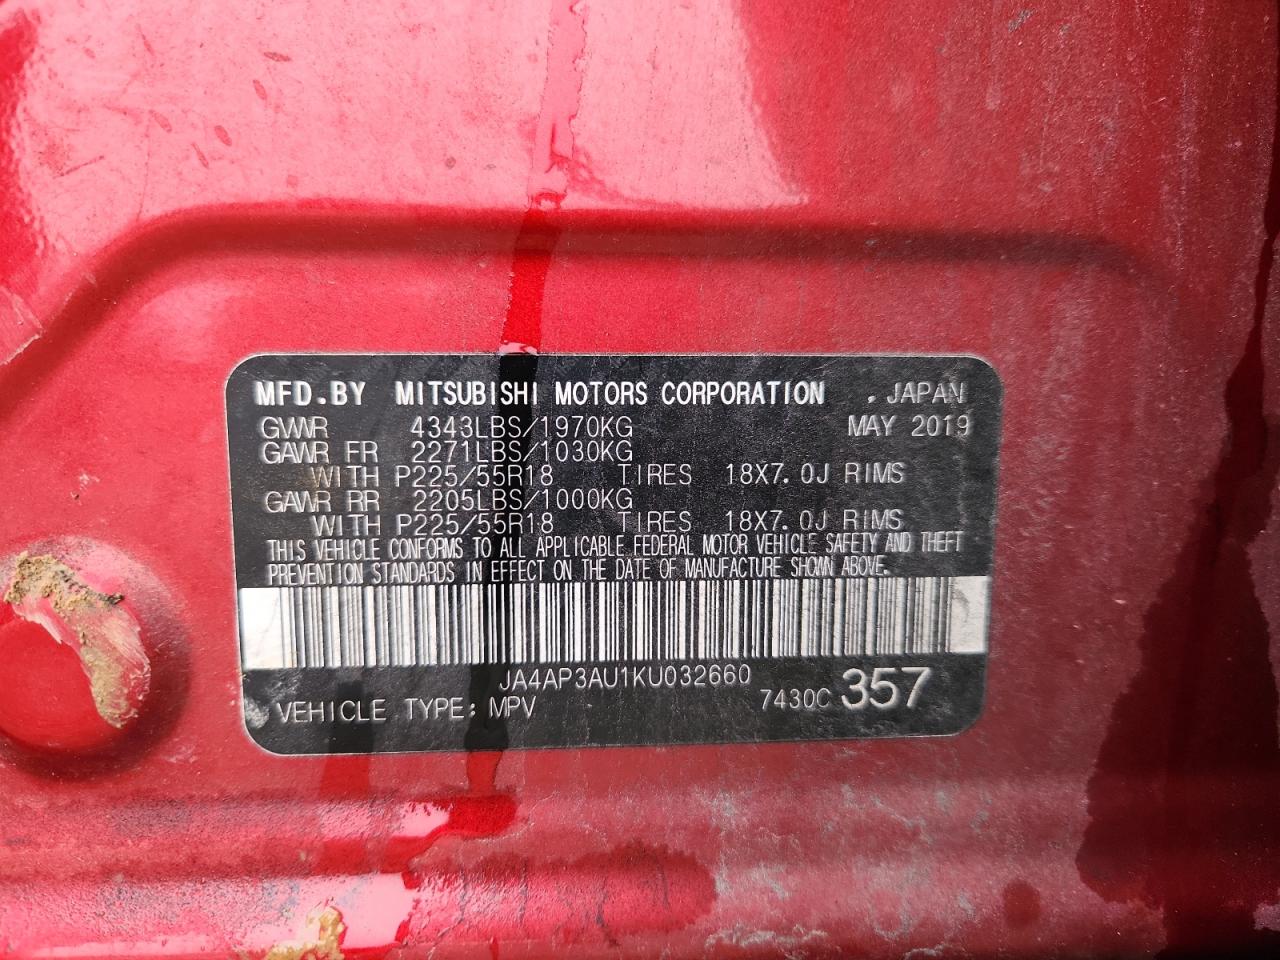 MFD.BY MITSUBISHI MOTORS CORPORATION , JAPAN
GVWR 4343LBS/1970KG MAY 2019
GAWR FR 2271LBS/1030KG
WITH P225/55R18 TIRES 18X7.0J RIMS
GAWR RR 2205LBS/1000KG
WITH P225/55R18 TIRES 18X7.0J RIMS
THIS VEHICLE CONFORMS TO ALL APPLICABLE FEDERAL MOTOR VEHICLE SAFETY AND THEFT
PREVENTION STANDARDS IN EFFECT ON THE DATE OF MANUFACTURE SHOWN ABOVE.
JA4AP3AU1KU032660
VEHICLE TYPE: MPV 7430C 357